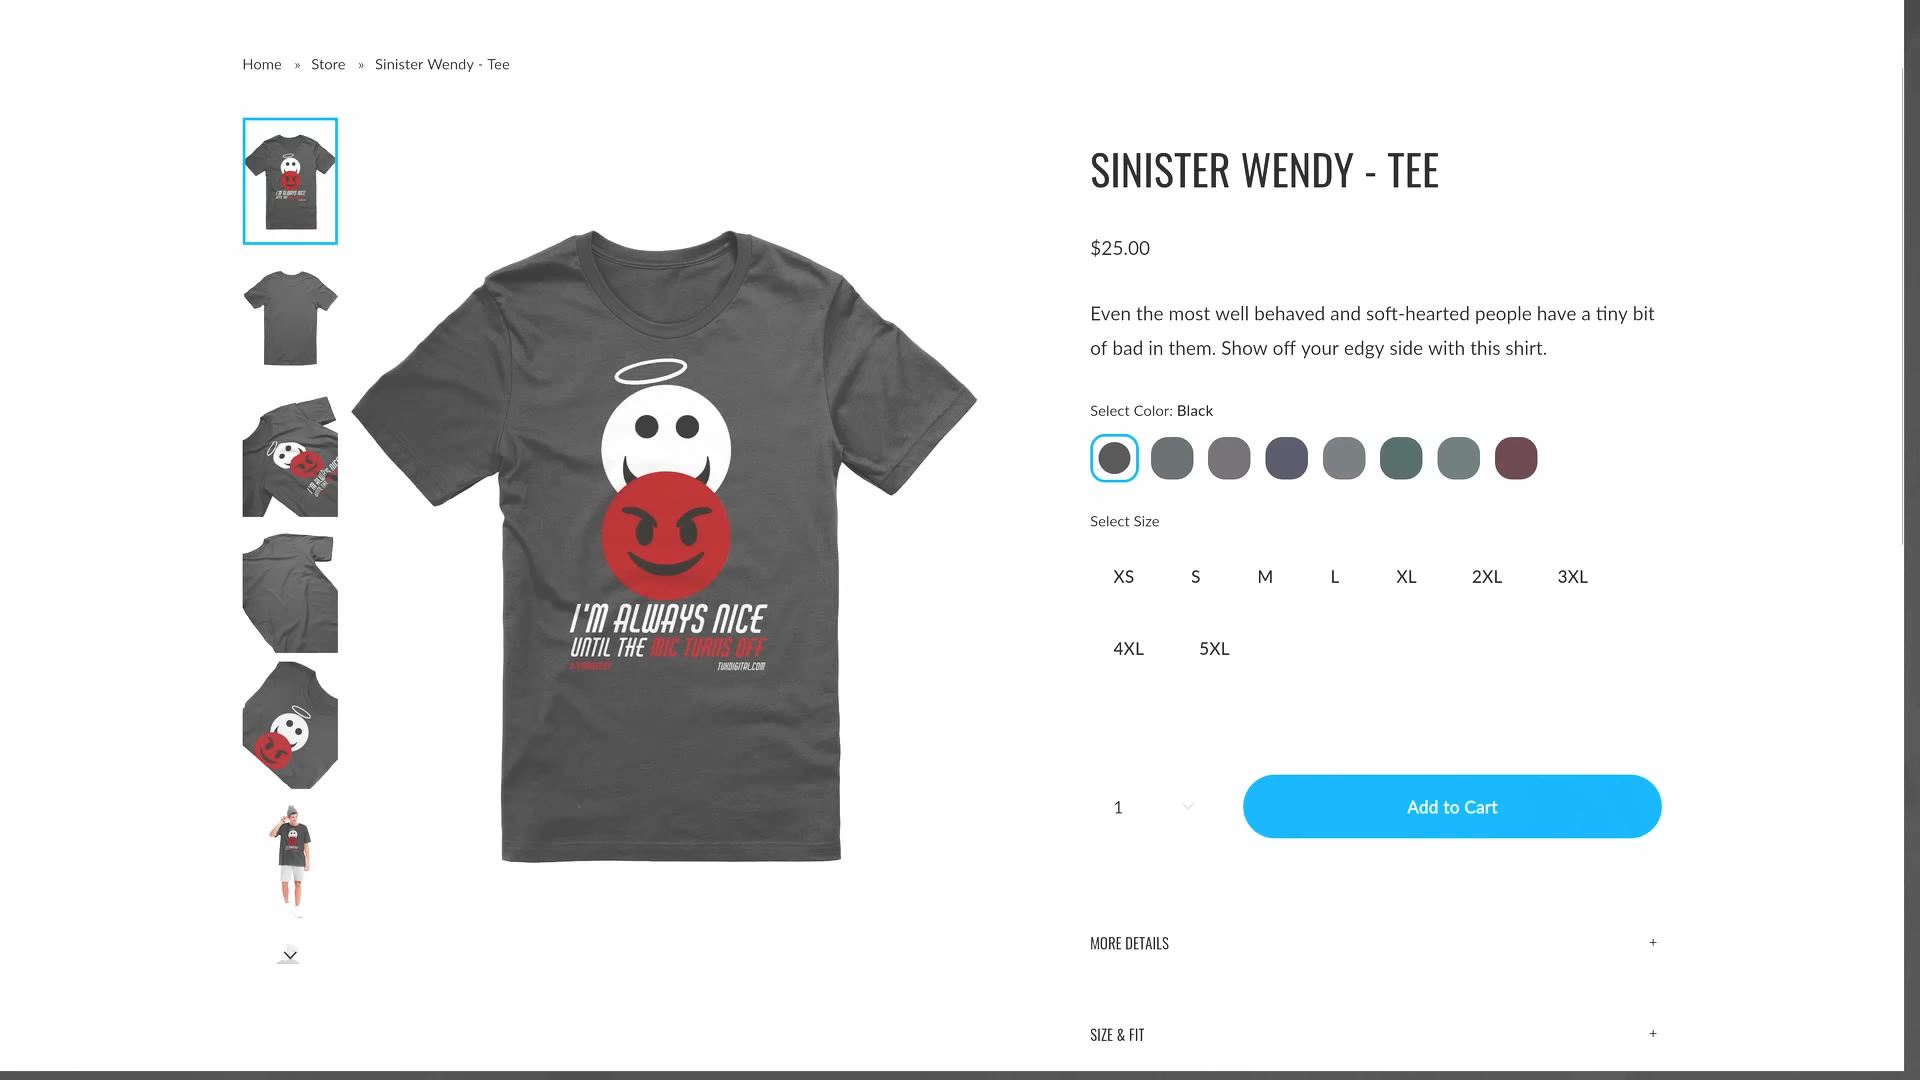 Home » Store » Sinister Wendy - Tee
SINISTER WENDY - TEE
$25.00
Even the most well behaved and soft-hearted people have a tiny bit
of bad in them. Show off your edgy side with this shirt.
Select Color: Black
Select Size
XS S M L XL 2XL 3XL
4XL 5XL
1
Add to Cart
MORE DETAILS +
SIZE & FIT +
I'M ALWAYS NICE
UNTIL THE MIC TURNS OFF
TUXDIGITAL.COM